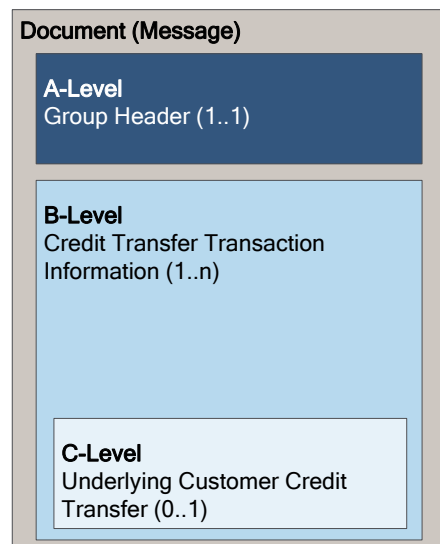 Document (Message)
A-Level
Group Header (1..1)
B-Level
Credit Transfer Transaction
Information (1..n)
C-Level
Underlying Customer Credit
Transfer (0..1)